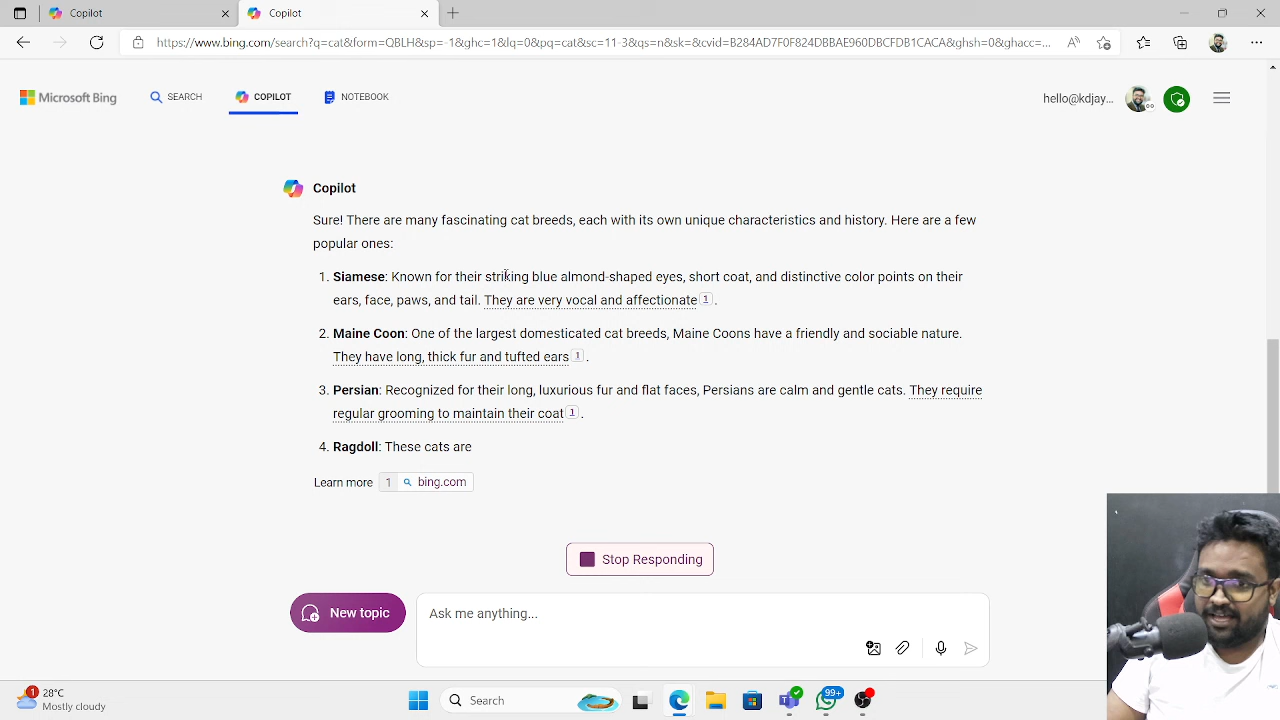 Copilot
Copilot
https://www.bing.com/search?q=cat&form=QBLH&sp=-1&ghc=1&lq=0&pq=cat&sc=11-3&qs=n&sk=&cvid=B284AD7F0F824DBBAE960DBCFDB1CACA&ghsh=0&ghacc=...
Microsoft Bing
SEARCH
COPILOT
NOTEBOOK
hello@kdjay...
Copilot
Sure! There are many fascinating cat breeds, each with its own unique characteristics and history. Here are a few
popular ones:
1. Siamese: Known for their striking blue almond-shaped eyes, short coat, and distinctive color points on their
ears, face, paws, and tail. They are very vocal and affectionate 1 .
2. Maine Coon: One of the largest domesticated cat breeds, Maine Coons have a friendly and sociable nature.
They have long, thick fur and tufted ears 1 .
3. Persian: Recognized for their long, luxurious fur and flat faces, Persians are calm and gentle cats. They require
regular grooming to maintain their coat 1 .
4. Ragdoll: These cats are
Learn more 1 bing.com
Stop Responding
New topic
Ask me anything...
1
28°C
Mostly cloudy
Search
99+